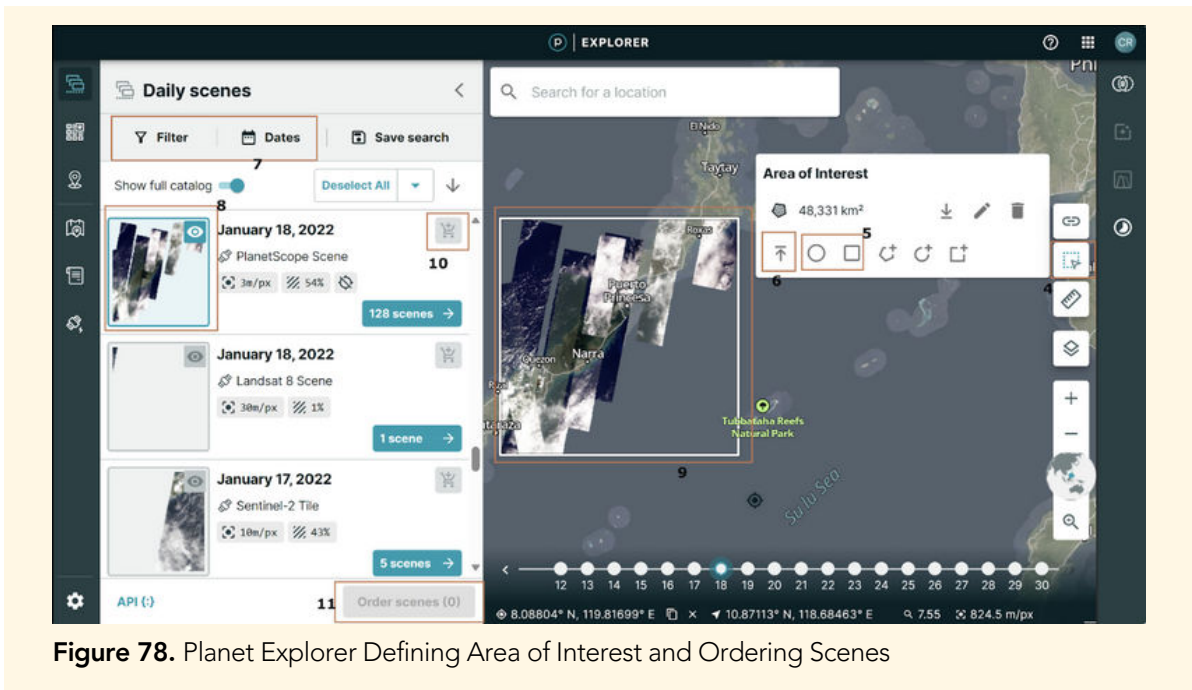 P | EXPLORER
CR
Daily scenes
Filter
Dates
Save search
7
Show full catalog
Deselect All
8
January 18, 2022
PlanetScope Scene
3m/px
54%
10
128 scenes →
January 18, 2022
Landsat 8 Scene
30m/px
1%
1 scene →
January 17, 2022
Sentinel-2 Tile
10m/px
43%
5 scenes →
API {:}
11
Order scenes (0)
Search for a location
Phi
El Nido
Taytay
Area of Interest
48,331 km²
5
6
4
Roxas
Puerto
Princesa
Narra
Quezon
Tubbataha Reefs
Natural Park
9
Sulu Sea
12 13 14 15 16 17 18 19 20 21 22 23 24 25 26 27 28 29 30
8.08804° N, 119.81699° E
10.87113° N, 118.68463° E
7.55
824.5 m/px
Figure 78. Planet Explorer Defining Area of Interest and Ordering Scenes